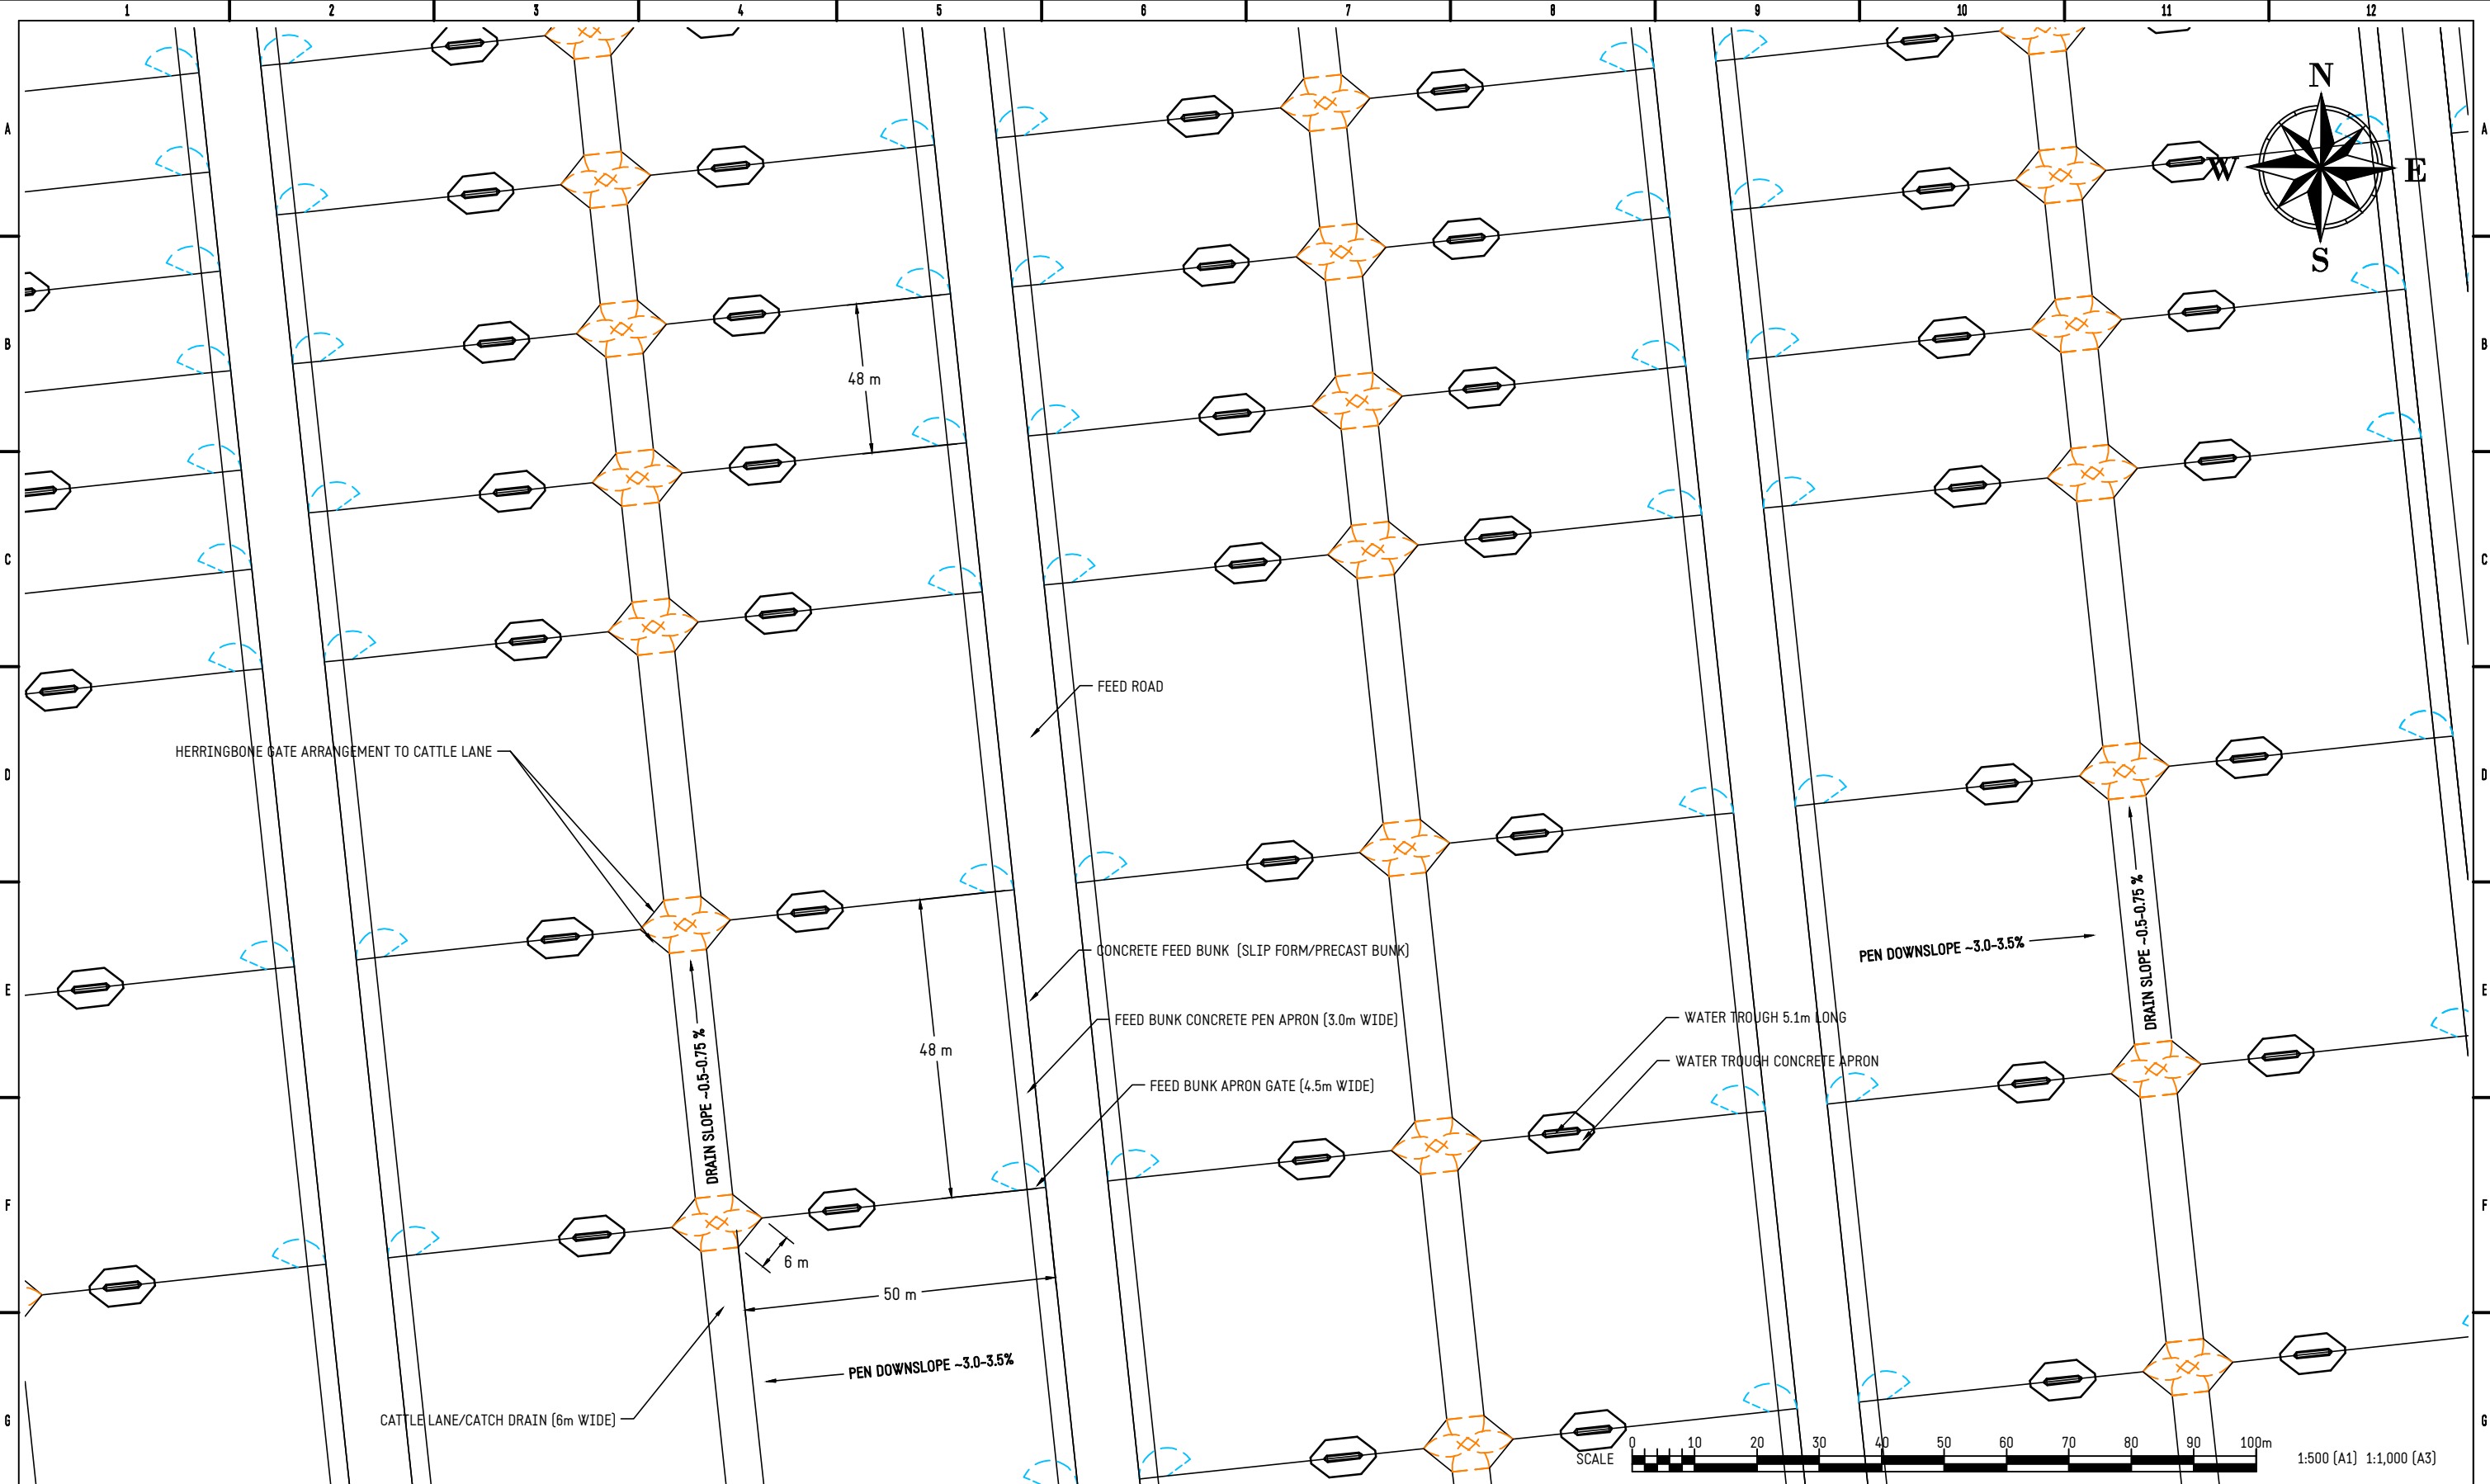 1 2 3 4 5 6 7 8 9 10 11 12
N
A A
W E
S
B B
48 m
C C
FEED ROAD
HERRINGBONE GATE ARRANGEMENT TO CATTLE LANE
D D
DRAIN SLOPE ~0.5-0.75 %
PEN DOWNSLOPE ~3.0-3.5%
CONCRETE FEED BUNK (SLIP FORM/PRECAST BUNK)
E E
FEED BUNK CONCRETE PEN APRON (3.0m WIDE)
WATER TROUGH 5.1m LONG
48 m
DRAIN SLOPE ~0.5-0.75 %
WATER TROUGH CONCRETE APRON
FEED BUNK APRON GATE (4.5m WIDE)
F F
6 m
50 m
PEN DOWNSLOPE ~3.0-3.5%
CATTLE LANE/CATCH DRAIN (6m WIDE)
G G
0 10 20 30 40 50 60 70 80 90 100m
SCALE 1:500 (A1) 1:1,000 (A3)